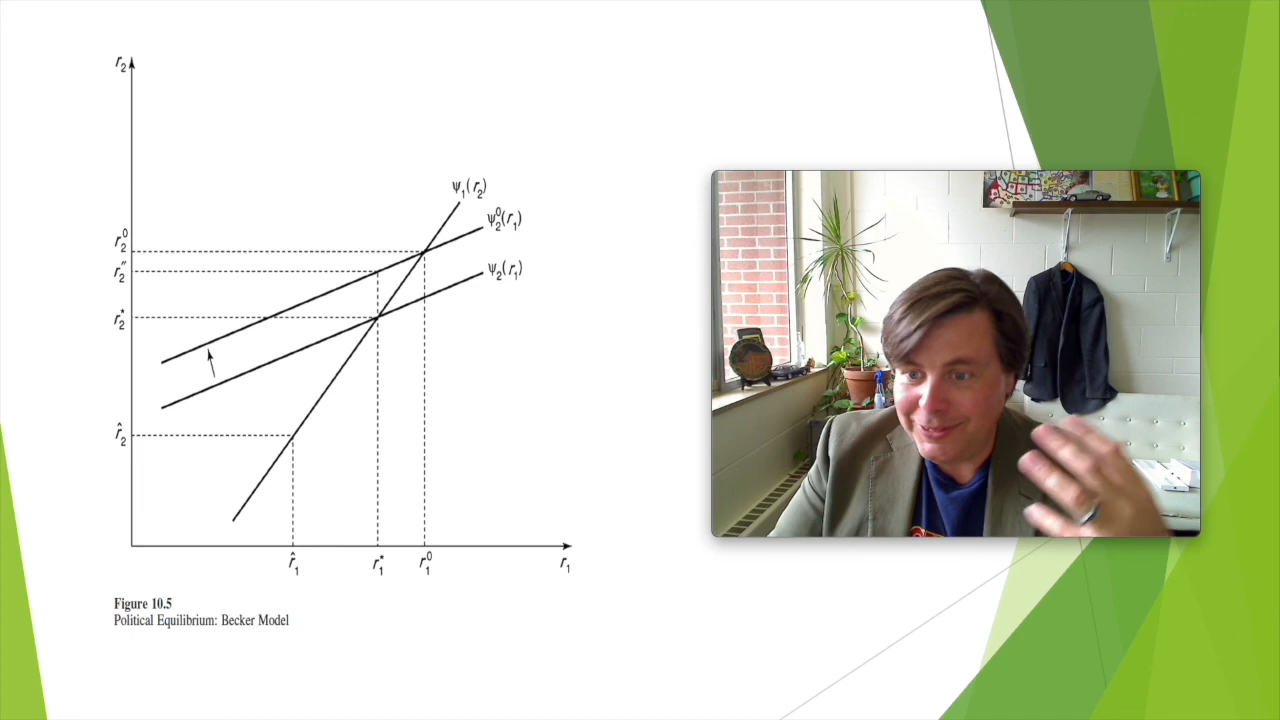 r₂
ψ₁(r₂)
ψ₂⁰(r₁)
r₂⁰
r₂″
ψ₂(r₁)
r₂*
r̂₂
r̂₁
r₁*
r₁⁰
r₁
Figure 10.5
Political Equilibrium: Becker Model